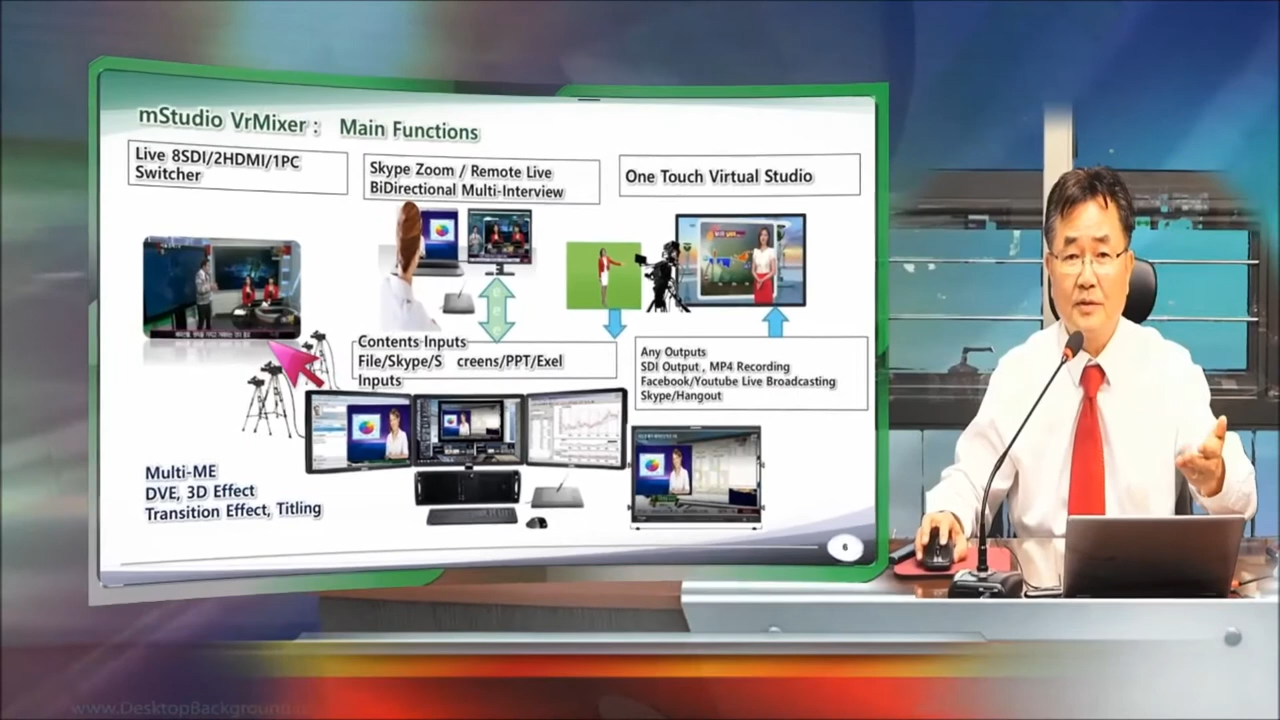 mStudio VrMixer : Main Functions
Live 8SDI/2HDMI/1PC
Switcher
Skype Zoom / Remote Live
BiDirectional Multi-Interview
One Touch Virtual Studio
Contents Inputs
File/Skype/S creens/PPT/Exel
Inputs
Any Outputs
SDI Output , MP4 Recording
Facebook/Youtube Live Broadcasting
Skype/Hangout
Multi-ME
DVE, 3D Effect
Transition Effect, Titling
6